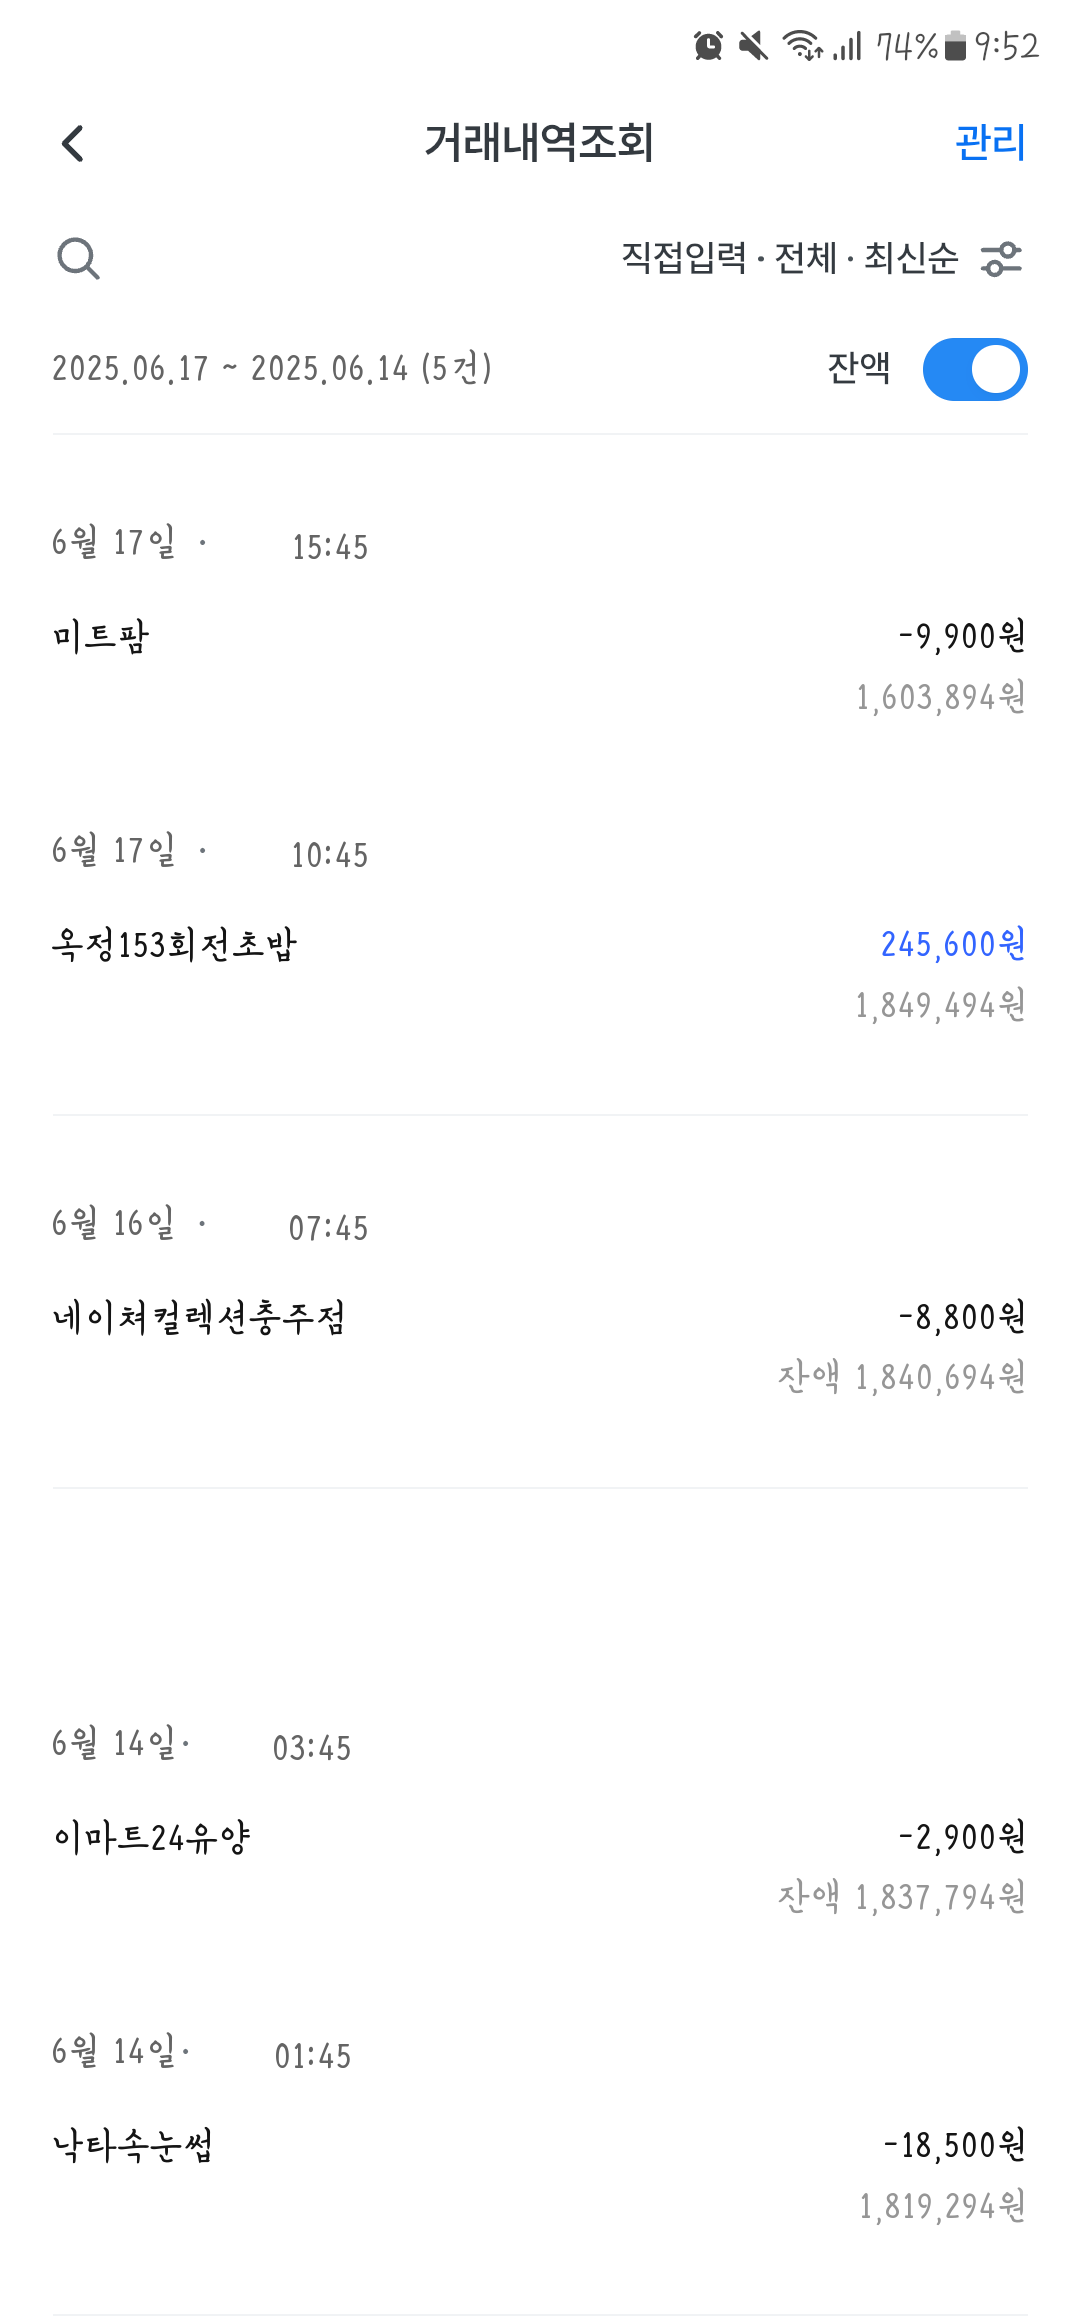 74% 9:52
거래내역조회 관리
직접입력 · 전체 · 최신순
2025.06.17 ~ 2025.06.14 (5건) 잔액
6월 17일 · 15:45
미트팜 -9,900원
1,603,894원
6월 17일 · 10:45
옥정153회전초밥 245,600원
1,849,494원
6월 16일 · 07:45
네이쳐컬렉션충주점 -8,800원
잔액 1,840,694원
6월 14일· 03:45
이마트24유양 -2,900원
잔액 1,837,794원
6월 14일· 01:45
낙타속눈썹 -18,500원
1,819,294원